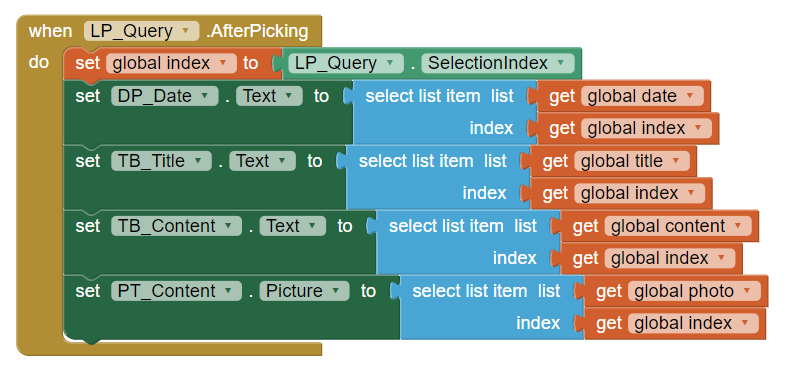 when LP_Query .AfterPicking
do set global index to LP_Query . SelectionIndex
set DP_Date . Text to select list item list get global date
index get global index
set TB_Title . Text to select list item list get global title
index get global index
set TB_Content . Text to select list item list get global content
index get global index
set PT_Content . Picture to select list item list get global photo
index get global index